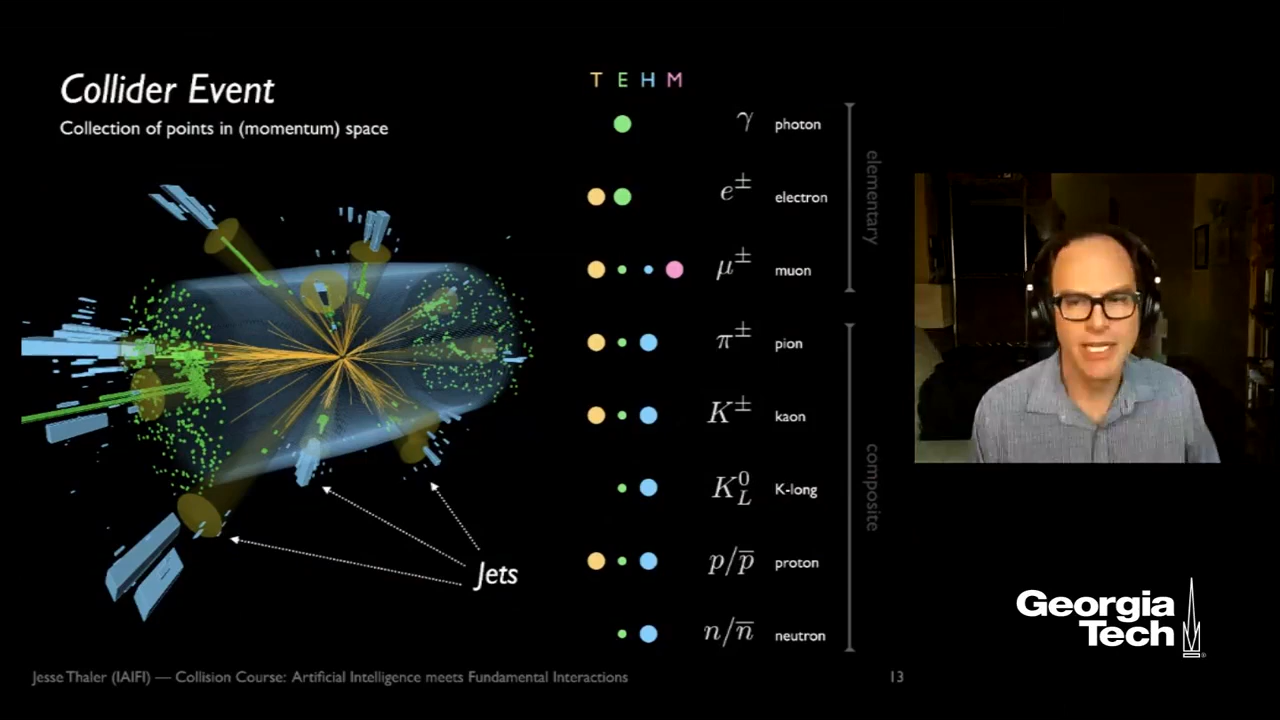 Collider Event
Collection of points in (momentum) space
T E H M
γ photon
e± electron
μ± muon
π± pion
K± kaon
K⁰_L K-long
p/p̅ proton
n/n̅ neutron
elementary
composite
Jets
Georgia
Tech
Jesse Thaler (IAIFI) — Collision Course: Artificial Intelligence meets Fundamental Interactions
13